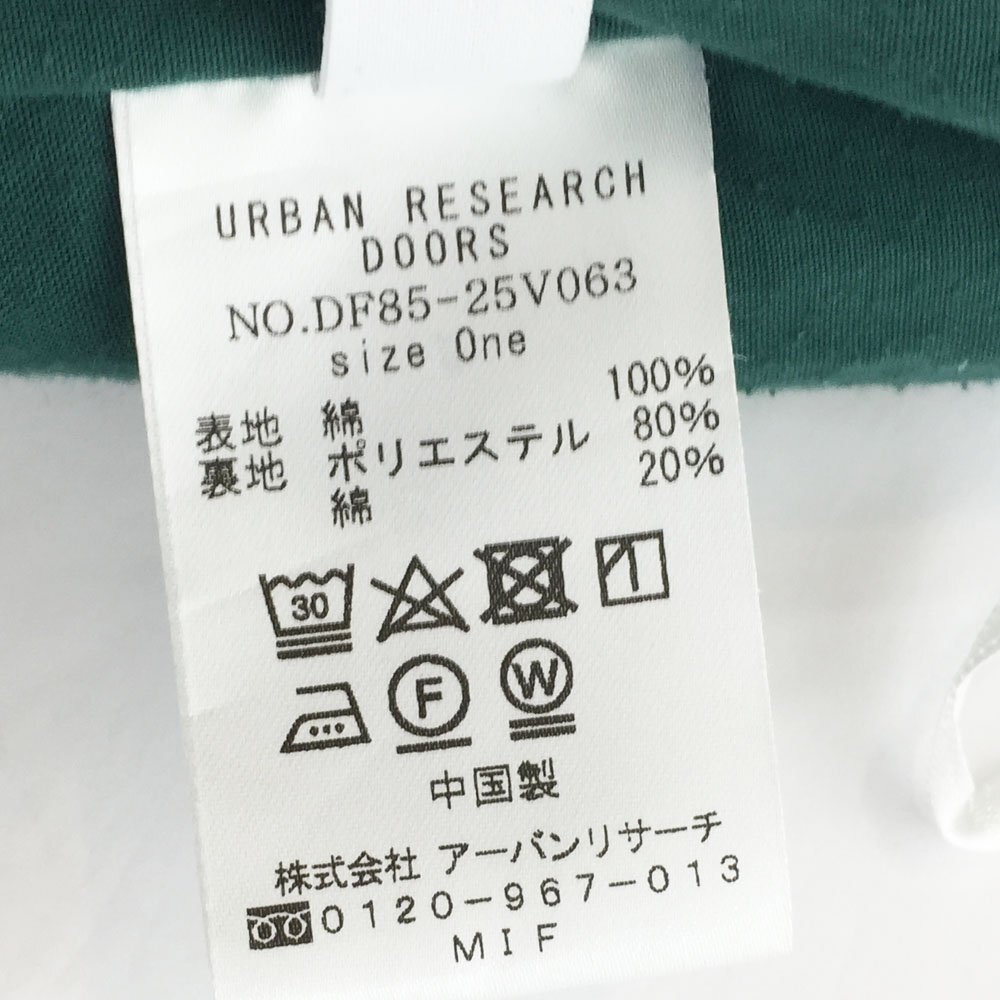 URBAN RESEARCH
DOORS
NO.DF85-25V063
size One
表地 綿 100%
裏地 ポリエステル 80%
綿 20%
30
F
W
中国製
株式会社 アーバンリサーチ
0120-967-013
MIF